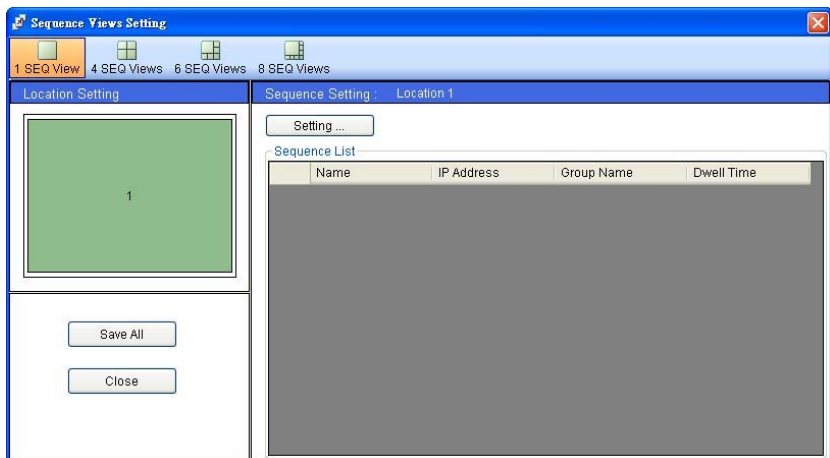 Sequence Views Setting
1 SEQ View 4 SEQ Views 6 SEQ Views 8 SEQ Views
Location Setting
1
Save All
Close
Sequence Setting : Location 1
Setting ...
Sequence List
Name IP Address Group Name Dwell Time